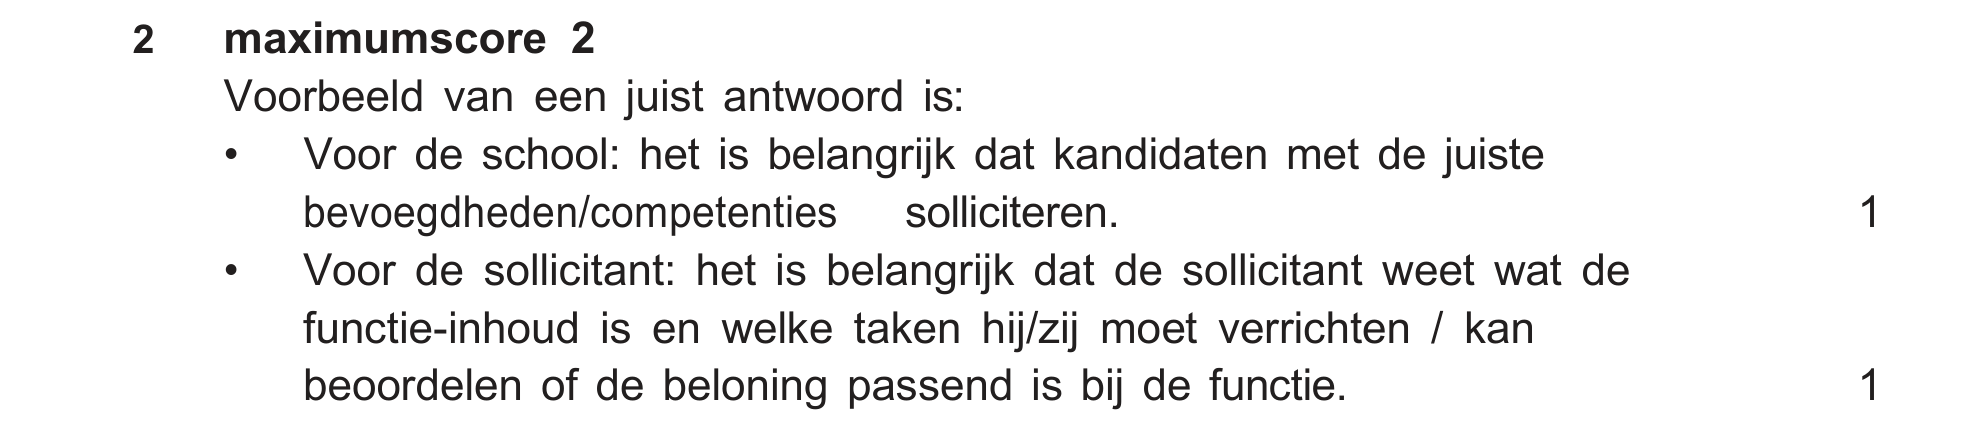 2 maximumscore 2
Voorbeeld van een juist antwoord is:
• Voor de school: het is belangrijk dat kandidaten met de juiste
bevoegdheden/competenties solliciteren. 1
• Voor de sollicitant: het is belangrijk dat de sollicitant weet wat de
functie-inhoud is en welke taken hij/zij moet verrichten / kan
beoordelen of de beloning passend is bij de functie. 1